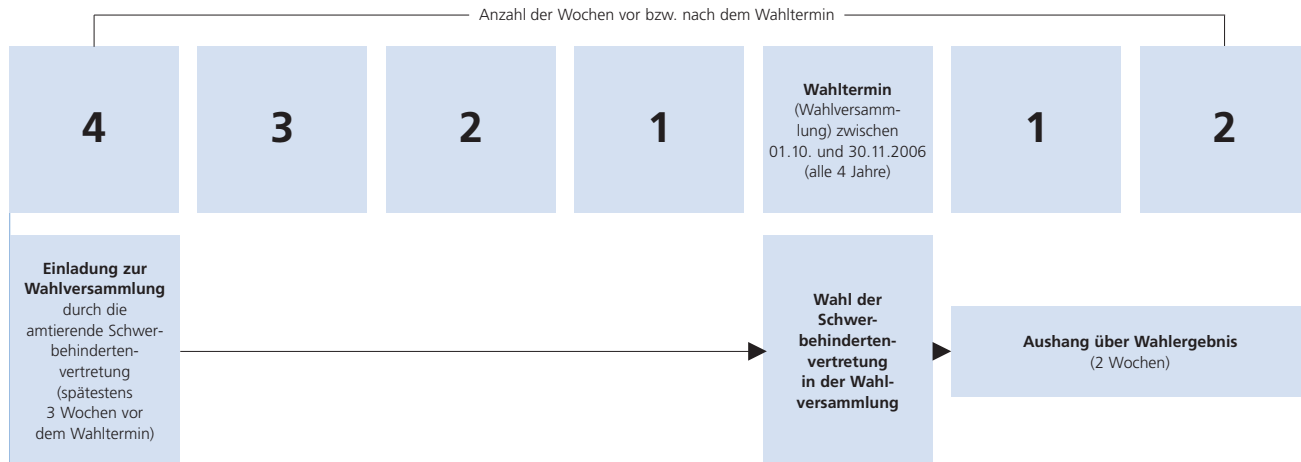 Anzahl der Wochen vor bzw. nach dem Wahltermin
4
3
2
1
Wahltermin
(Wahlversamm-
lung) zwischen
01.10. und 30.11.2006
(alle 4 Jahre)
1
2
Einladung zur
Wahlversammlung
durch die
amtierende Schwer-
behinderten-
vertretung
(spätestens
3 Wochen vor
dem Wahltermin)
Wahl der
Schwer-
behinderten-
vertretung
in der Wahl-
versammlung
Aushang über Wahlergebnis
(2 Wochen)